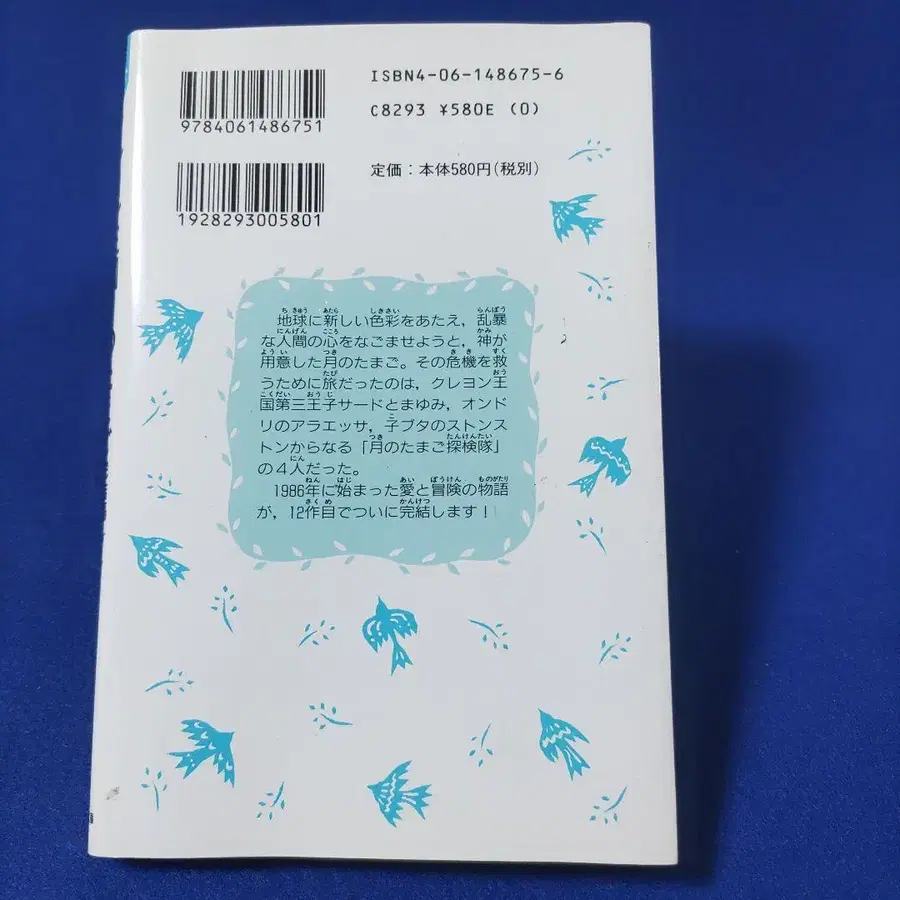 ISBN4-06-148675-6
C8293 ¥580E (0)
9784061486751
定価：本体580円(税別)
1928293005801
地球に新しい色彩をあたえ，乱暴
な人間の心をなごませようと，神が
用意した月のたまご。その危機を救
うために旅だったのは，クレヨン王
国第三王子サードとまゆみ，オンド
リのアラエッサ，子ブタのストンス
トンからなる「月のたまご探検隊」
の4人だった。
1986年に始まった愛と冒険の物語
が，12作目でついに完結します！